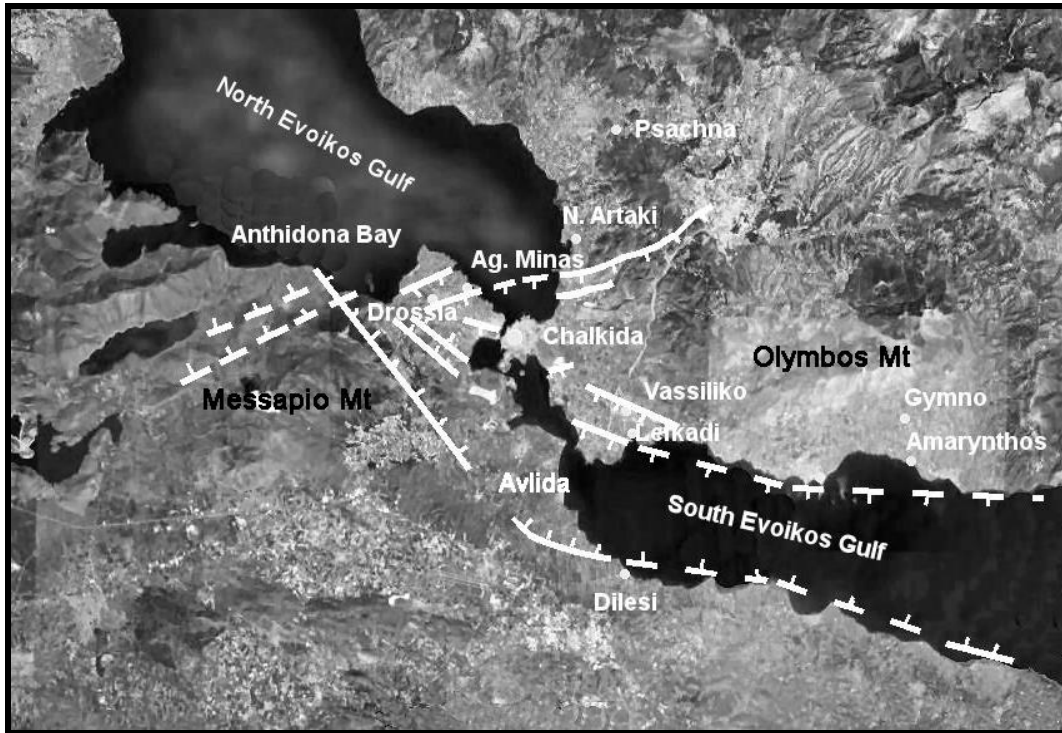 North Evoikos Gulf
Psachna
N. Artaki
Anthidona Bay
Ag. Minas
Drossia
Chalkida
Olymbos Mt
Messapio Mt
Vassiliko
Gymno
Lefkadi
Amarynthos
Avlida
South Evoikos Gulf
Dilesi